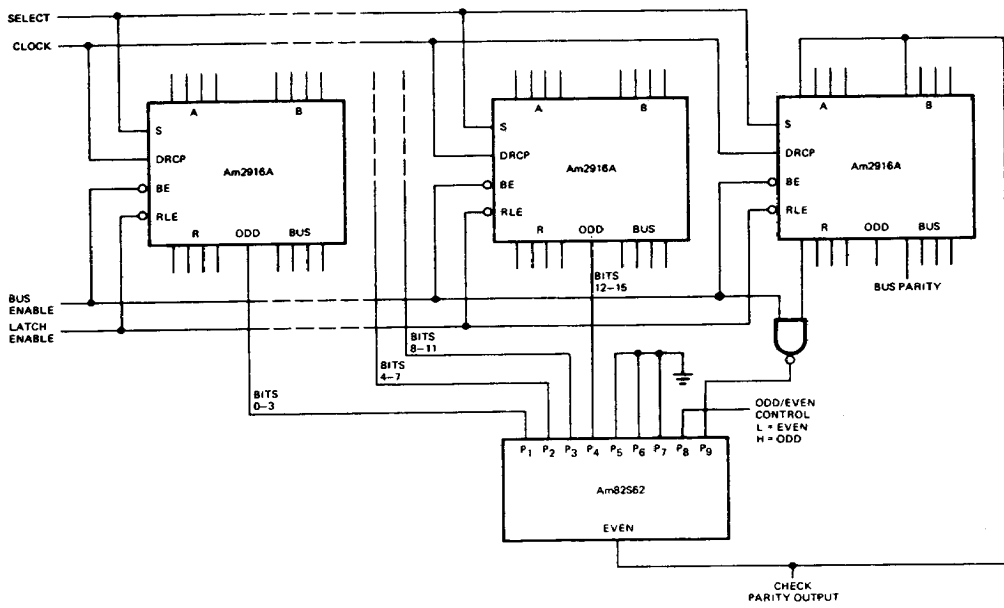 SELECT
CLOCK
A
B
S
DRCP
Am2916A
BE
RLE
R
ODD
BUS
A
B
S
DRCP
Am2916A
BE
RLE
R
ODD
BUS
A
B
S
DRCP
Am2916A
BE
RLE
R
ODD
BUS
BITS
12–15
BUS PARITY
BUS
ENABLE
LATCH
ENABLE
BITS
8–11
BITS
4–7
BITS
0–3
ODD/EVEN
CONTROL
L = EVEN
H = ODD
P1 P2 P3 P4 P5 P6 P7 P8 P9
Am82S62
EVEN
CHECK
PARITY OUTPUT